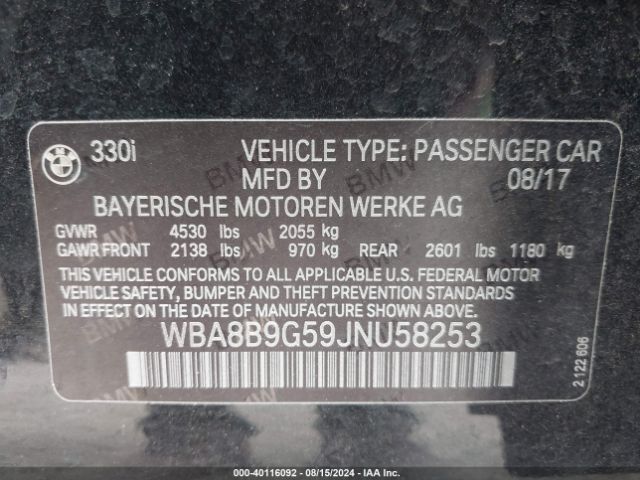 BMW 330i VEHICLE TYPE: PASSENGER CAR
MFD BY 08/17
BAYERISCHE MOTOREN WERKE AG
GVWR 4530 lbs 2055 kg
GAWR FRONT 2138 lbs 970 kg REAR 2601 lbs 1180 kg
THIS VEHICLE CONFORMS TO ALL APPLICABLE U.S. FEDERAL MOTOR
VEHICLE SAFETY, BUMPER AND THEFT PREVENTION STANDARDS
IN EFFECT ON THE DATE OF MANUFACTURE SHOWN ABOVE.
WBA8B9G59JNU58253
2 122 606
000-40116092 - 08/15/2024 - IAA Inc.